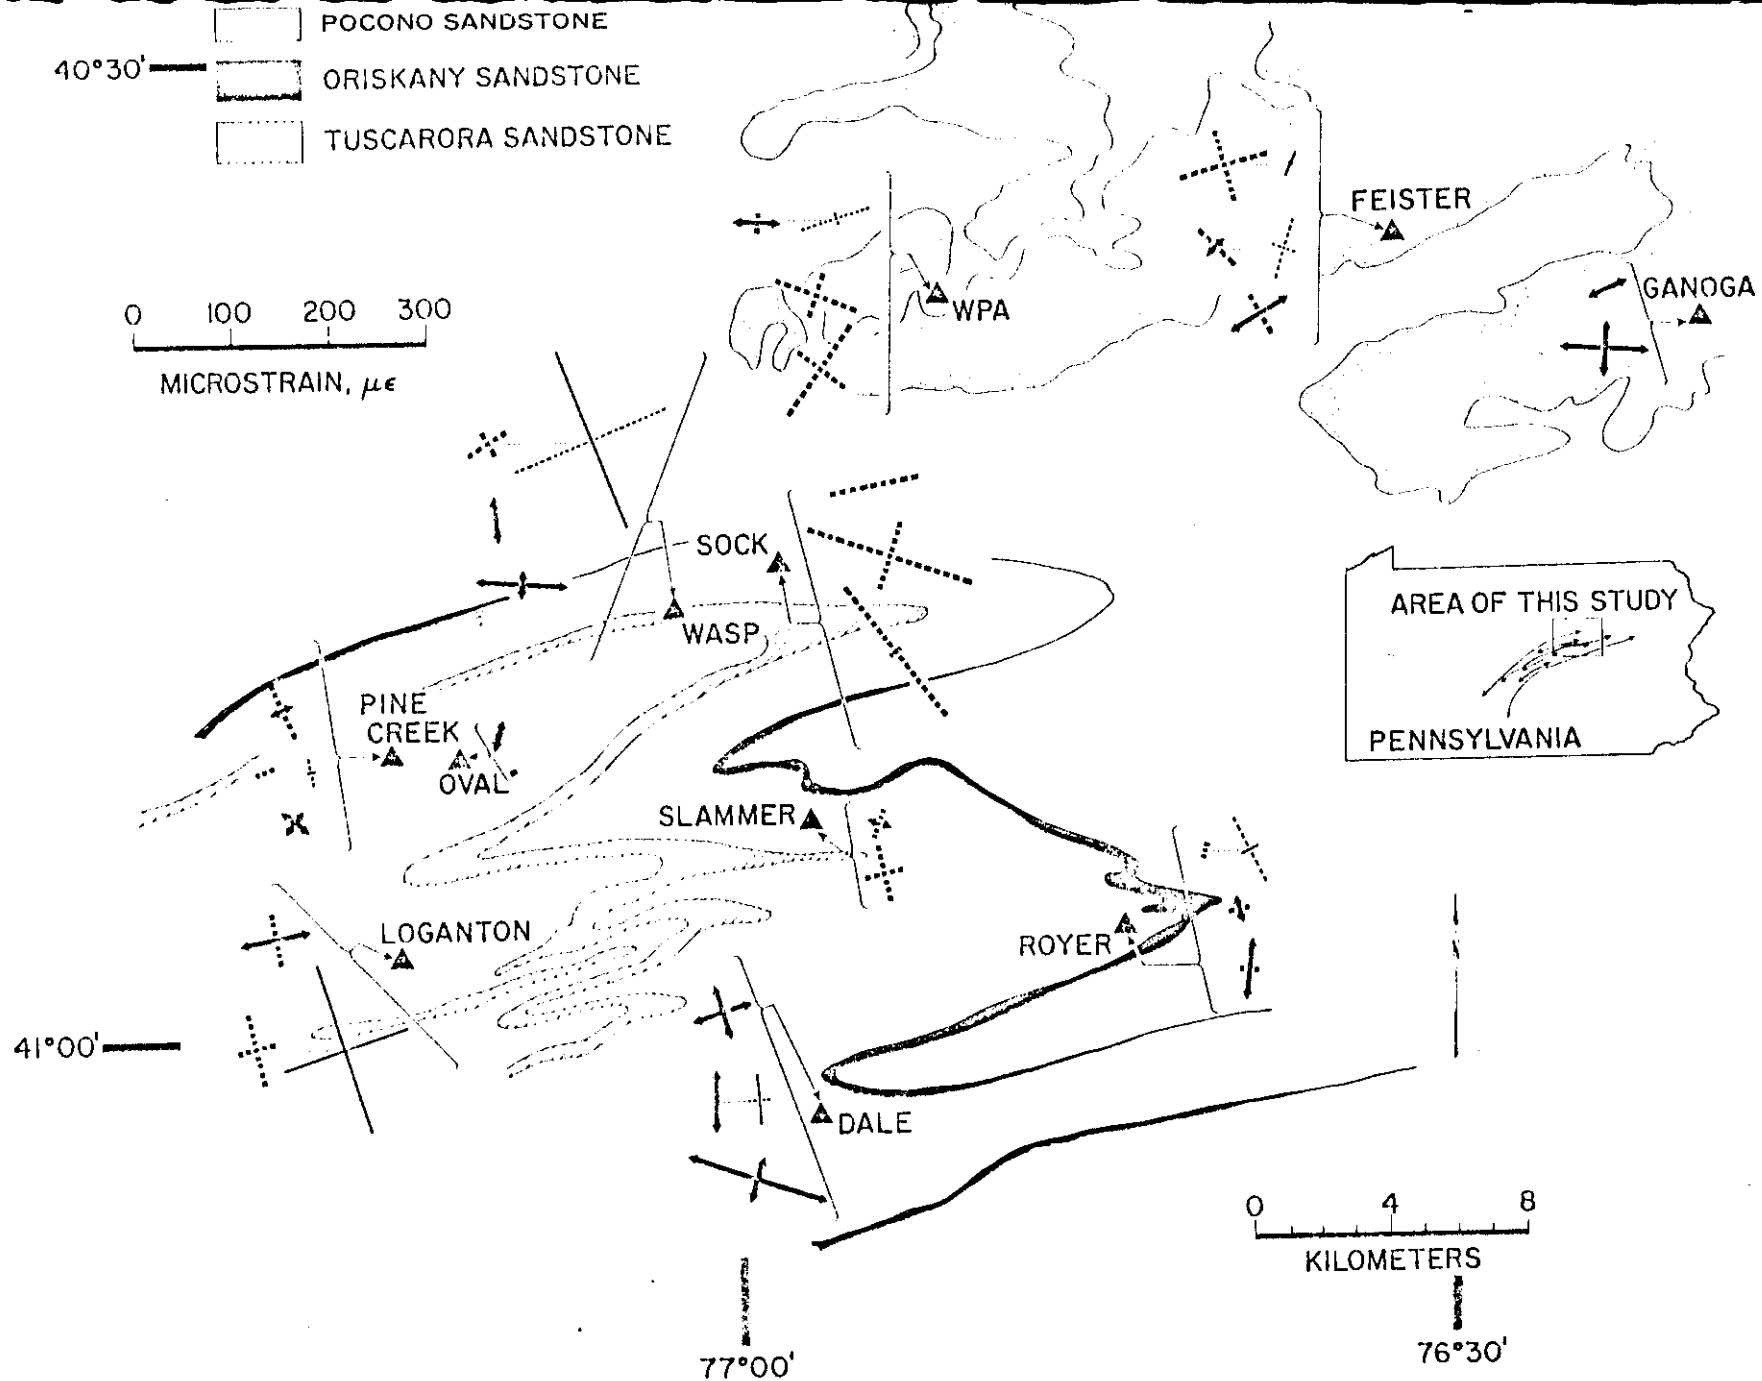 POCONO SANDSTONE
40°30'
ORISKANY SANDSTONE
TUSCARORA SANDSTONE
FEISTER
GANOGA
WPA
0 100 200 300
MICROSTRAIN, με
SOCK
WASP
AREA OF THIS STUDY
PENNSYLVANIA
PINE
CREEK
OVAL
SLAMMER
LOGANTON
ROYER
41°00'
DALE
0 4 8
KILOMETERS
77°00'
76°30'